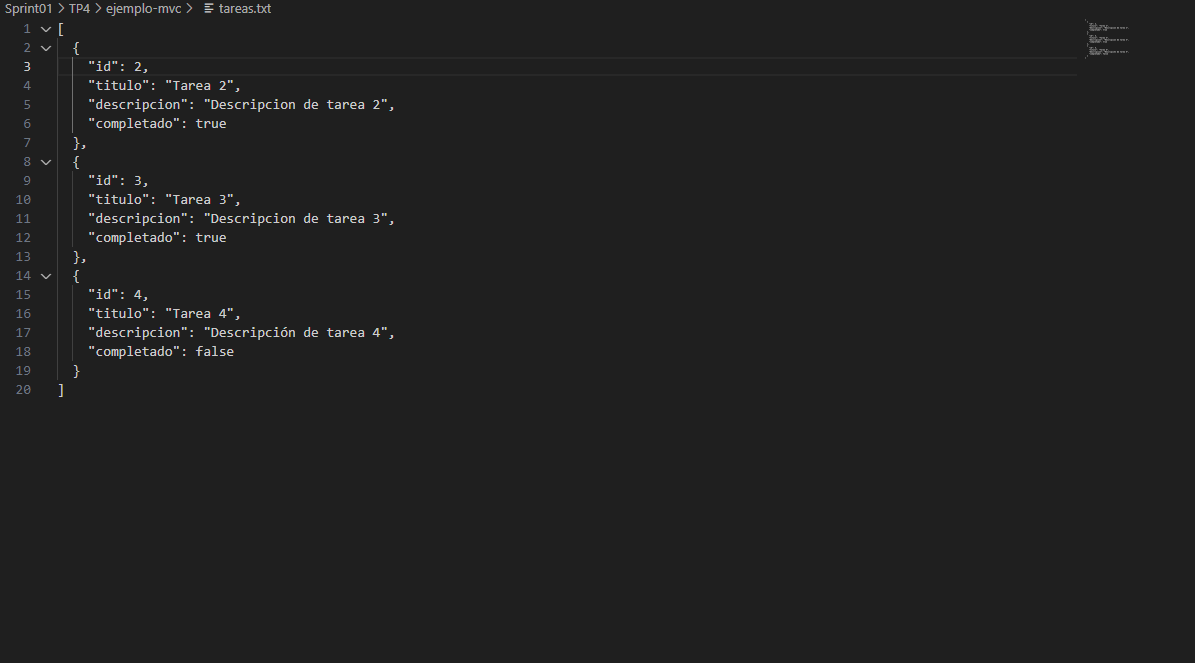 Sprint01 > TP4 > ejemplo-mvc > tareas.txt
1 [
2 {
3 "id": 2,
4 "titulo": "Tarea 2",
5 "descripcion": "Descripcion de tarea 2",
6 "completado": true
7 },
8 {
9 "id": 3,
10 "titulo": "Tarea 3",
11 "descripcion": "Descripcion de tarea 3",
12 "completado": true
13 },
14 {
15 "id": 4,
16 "titulo": "Tarea 4",
17 "descripcion": "Descripción de tarea 4",
18 "completado": false
19 }
20 ]